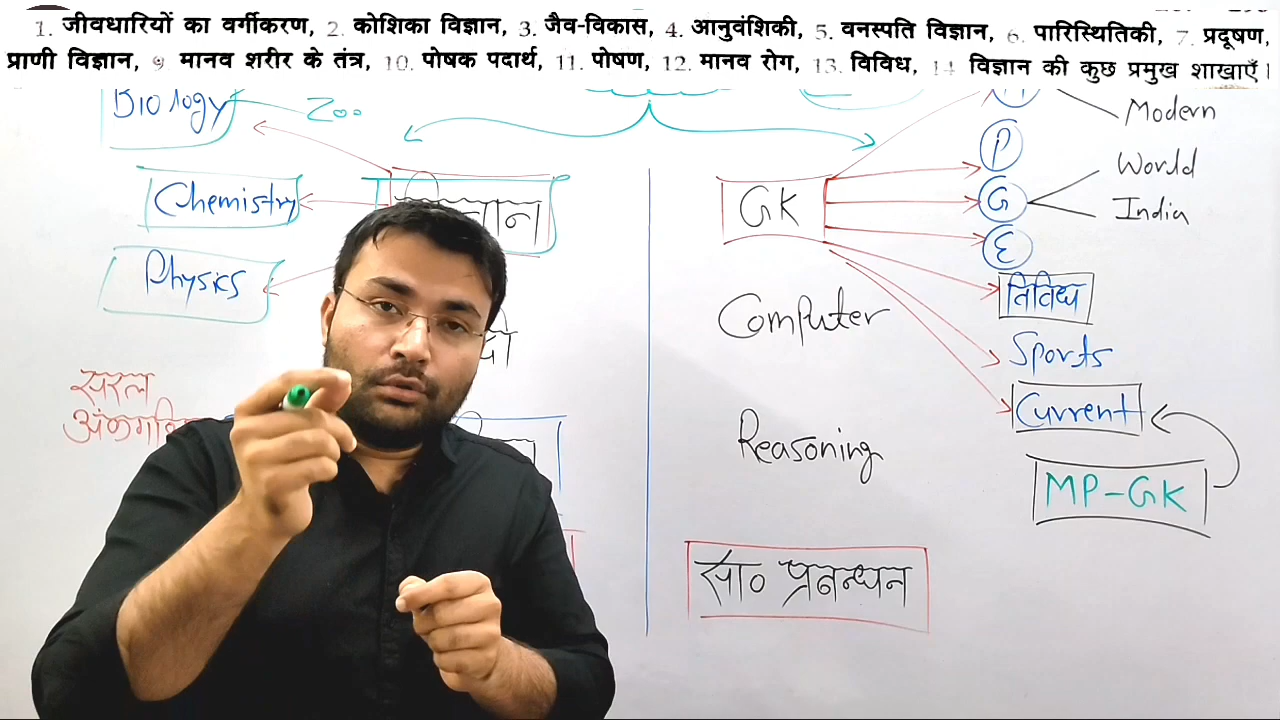 1. जीवधारियों का वर्गीकरण, 2. कोशिका विज्ञान, 3. जैव-विकास, 4. आनुवंशिकी, 5. वनस्पति विज्ञान, 6. पारिस्थितिकी, 7. प्रदूषण,
प्राणी विज्ञान, 9. मानव शरीर के तंत्र, 10. पोषक पदार्थ, 11. पोषण, 12. मानव रोग, 13. विविध, 14. विज्ञान की कुछ प्रमुख शाखाएँ।
Biology
Zoo
Chemistry
Physics
सरल
GK
Modern
P
G
World
India
E
विविध
Sports
Current
MP-GK
Computer
Reasoning
सा० प्रबन्धन